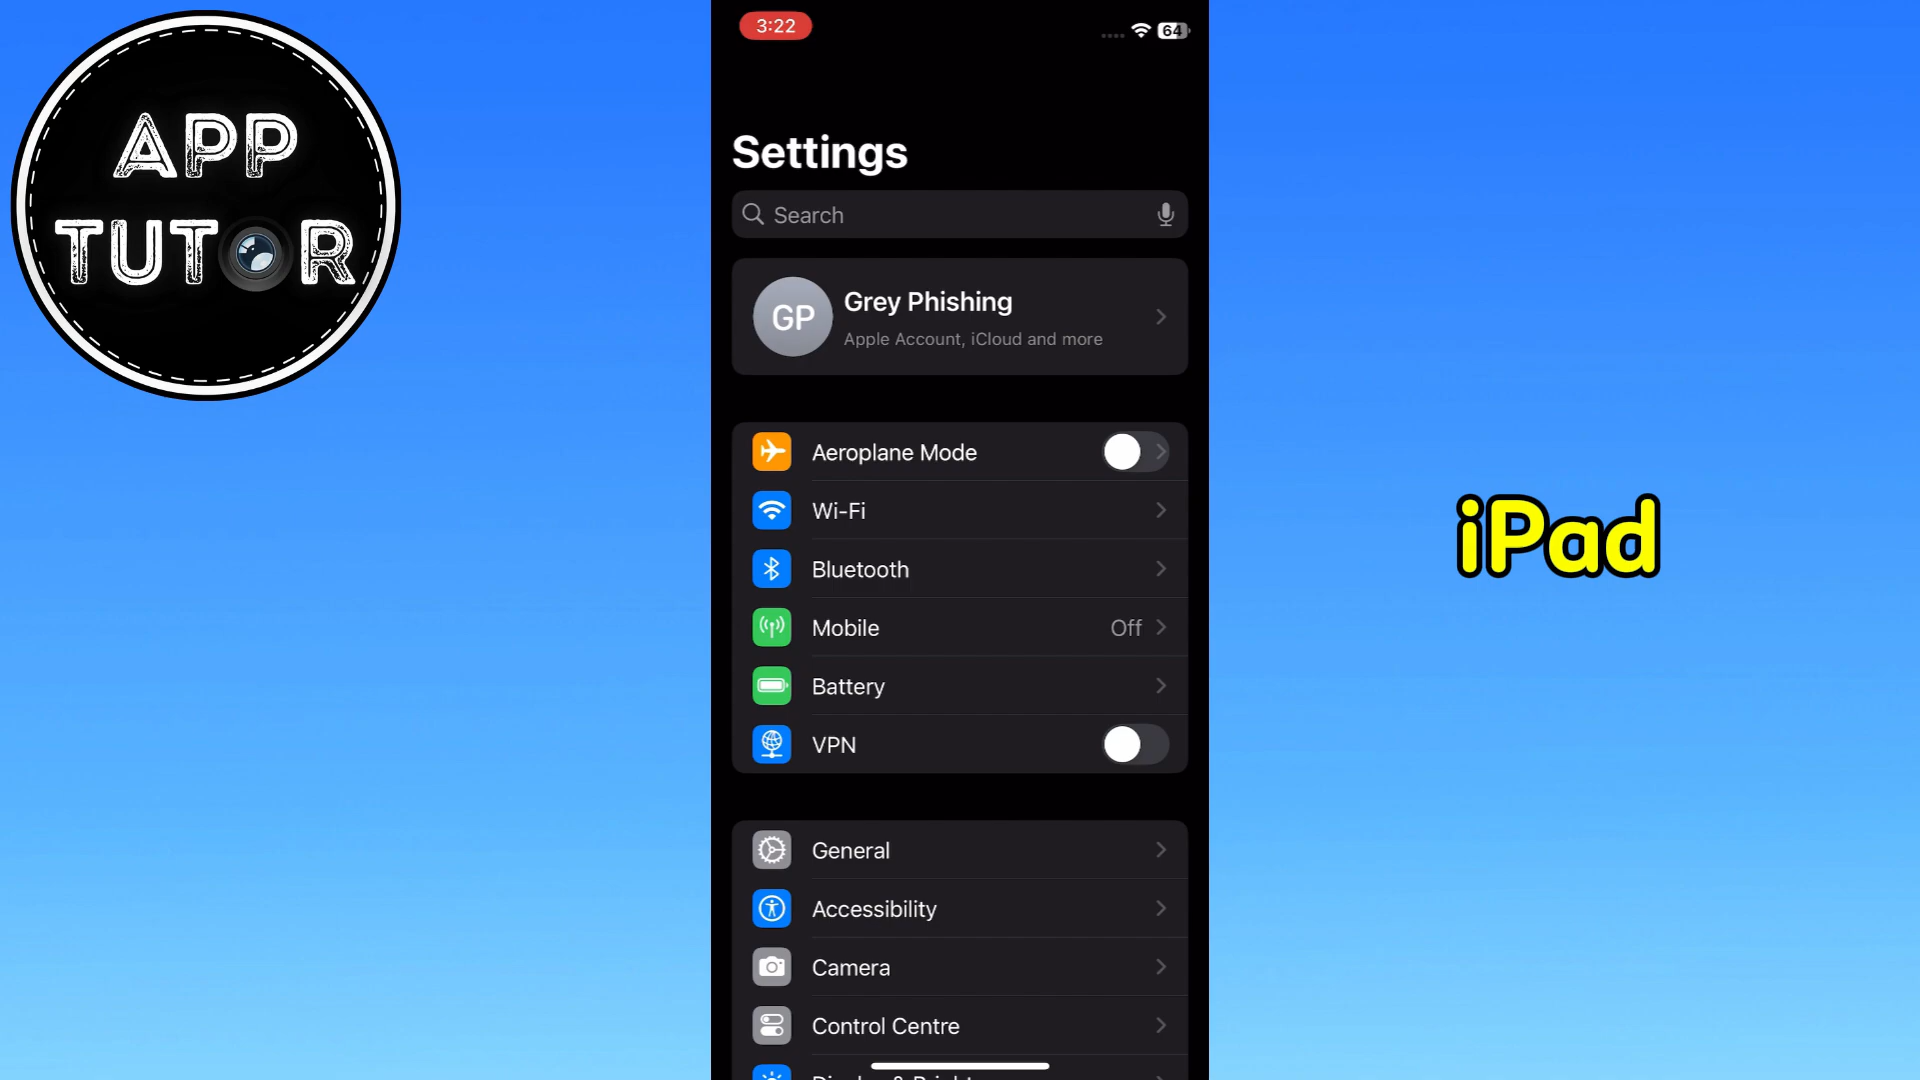 APP
TUTOR
3:22
64
Settings
Search
GP
Grey Phishing
Apple Account, iCloud and more
Aeroplane Mode
Wi-Fi
Bluetooth
Mobile
Off
Battery
VPN
General
Accessibility
Camera
Control Centre
iPad